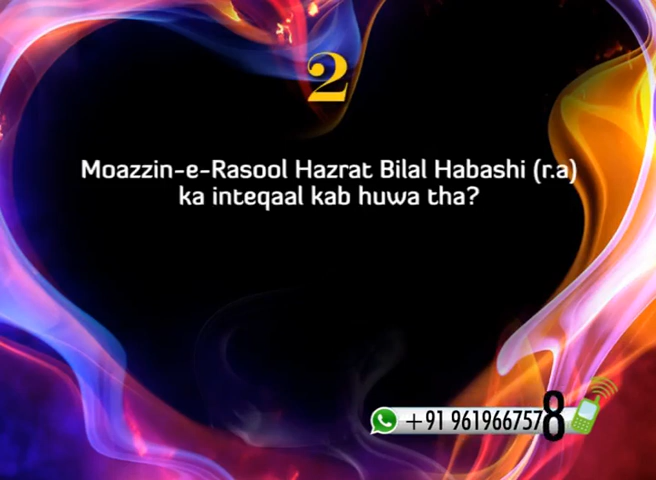 2
Moazzin-e-Rasool Hazrat Bilal Habashi (r.a)
ka inteqaal kab huwa tha?
+91 9619667578